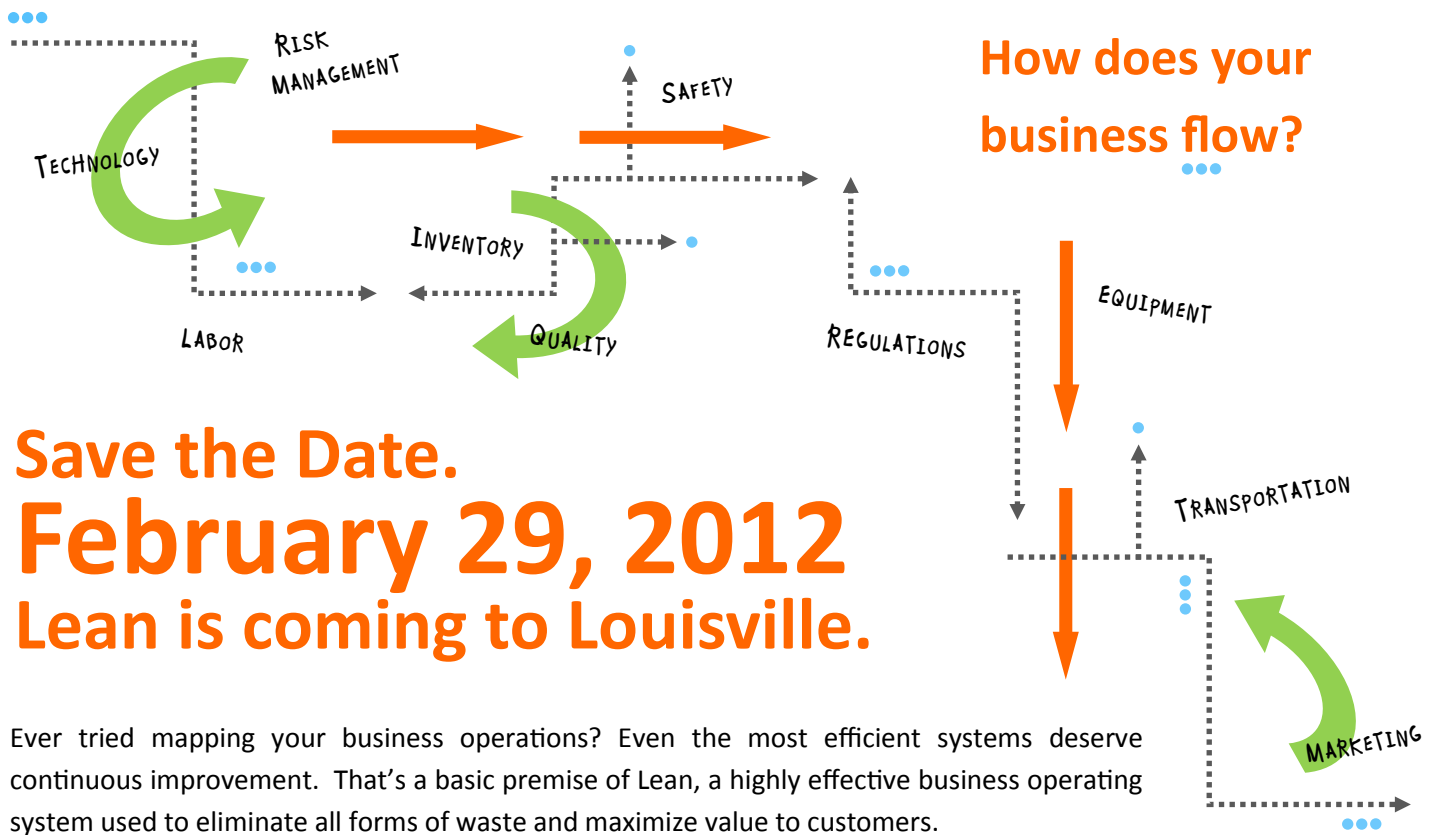 RISK
MANAGEMENT
SAFETY
How does your
business flow?
TECHNOLOGY
INVENTORY
EQUIPMENT
LABOR
QUALITY
REGULATIONS
Save the Date.
February 29, 2012
Lean is coming to Louisville.
TRANSPORTATION
MARKETING
Ever tried mapping your business operations? Even the most efficient systems deserve
continuous improvement. That's a basic premise of Lean, a highly effective business operating
system used to eliminate all forms of waste and maximize value to customers.